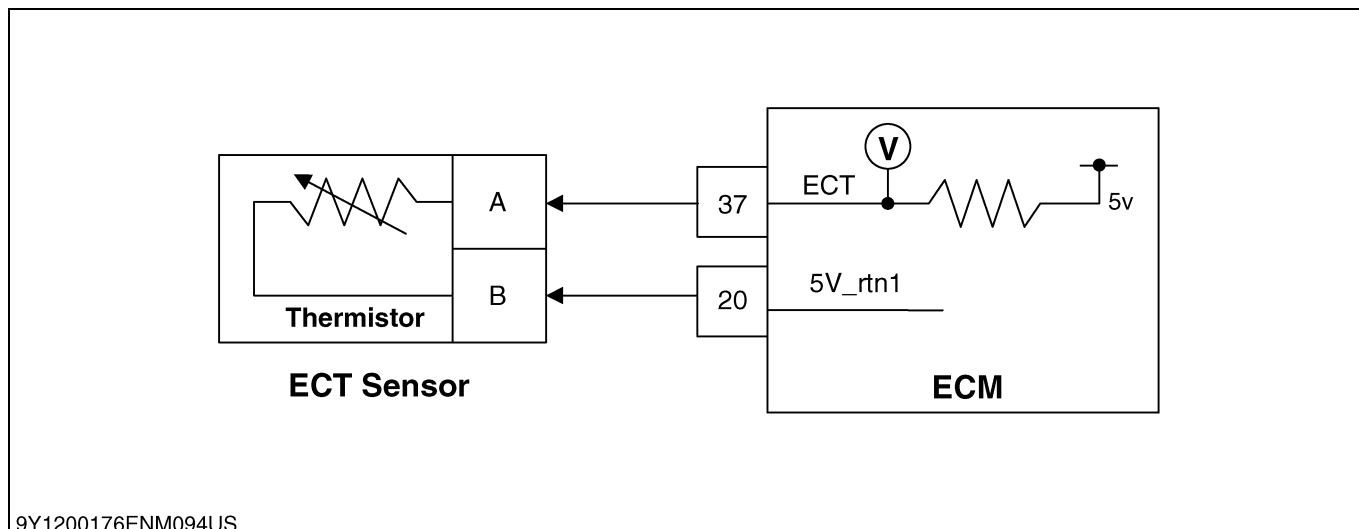 V
A
37
ECT
5v
B
20
5V_rtn1
Thermistor
ECT Sensor
ECM
9Y1200176ENM094US